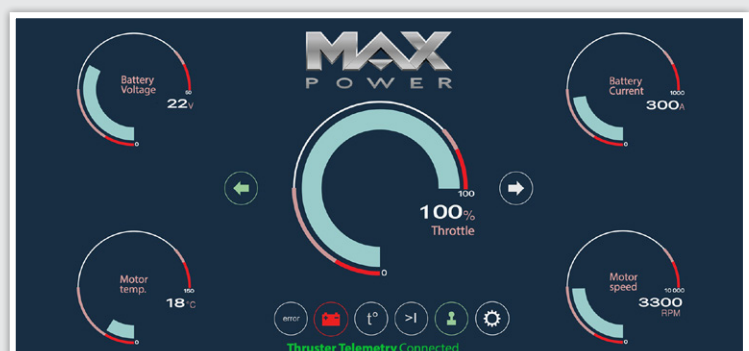 MAX
POWER
Battery
Voltage
22V
0
Battery
Current
1000
300A
0
100
100%
Throttle
0
Motor
temp.
150
18°C
0
Motor
speed
10 000
3300
RPM
0
error
t°
>I
Thruster Telemetry Connected